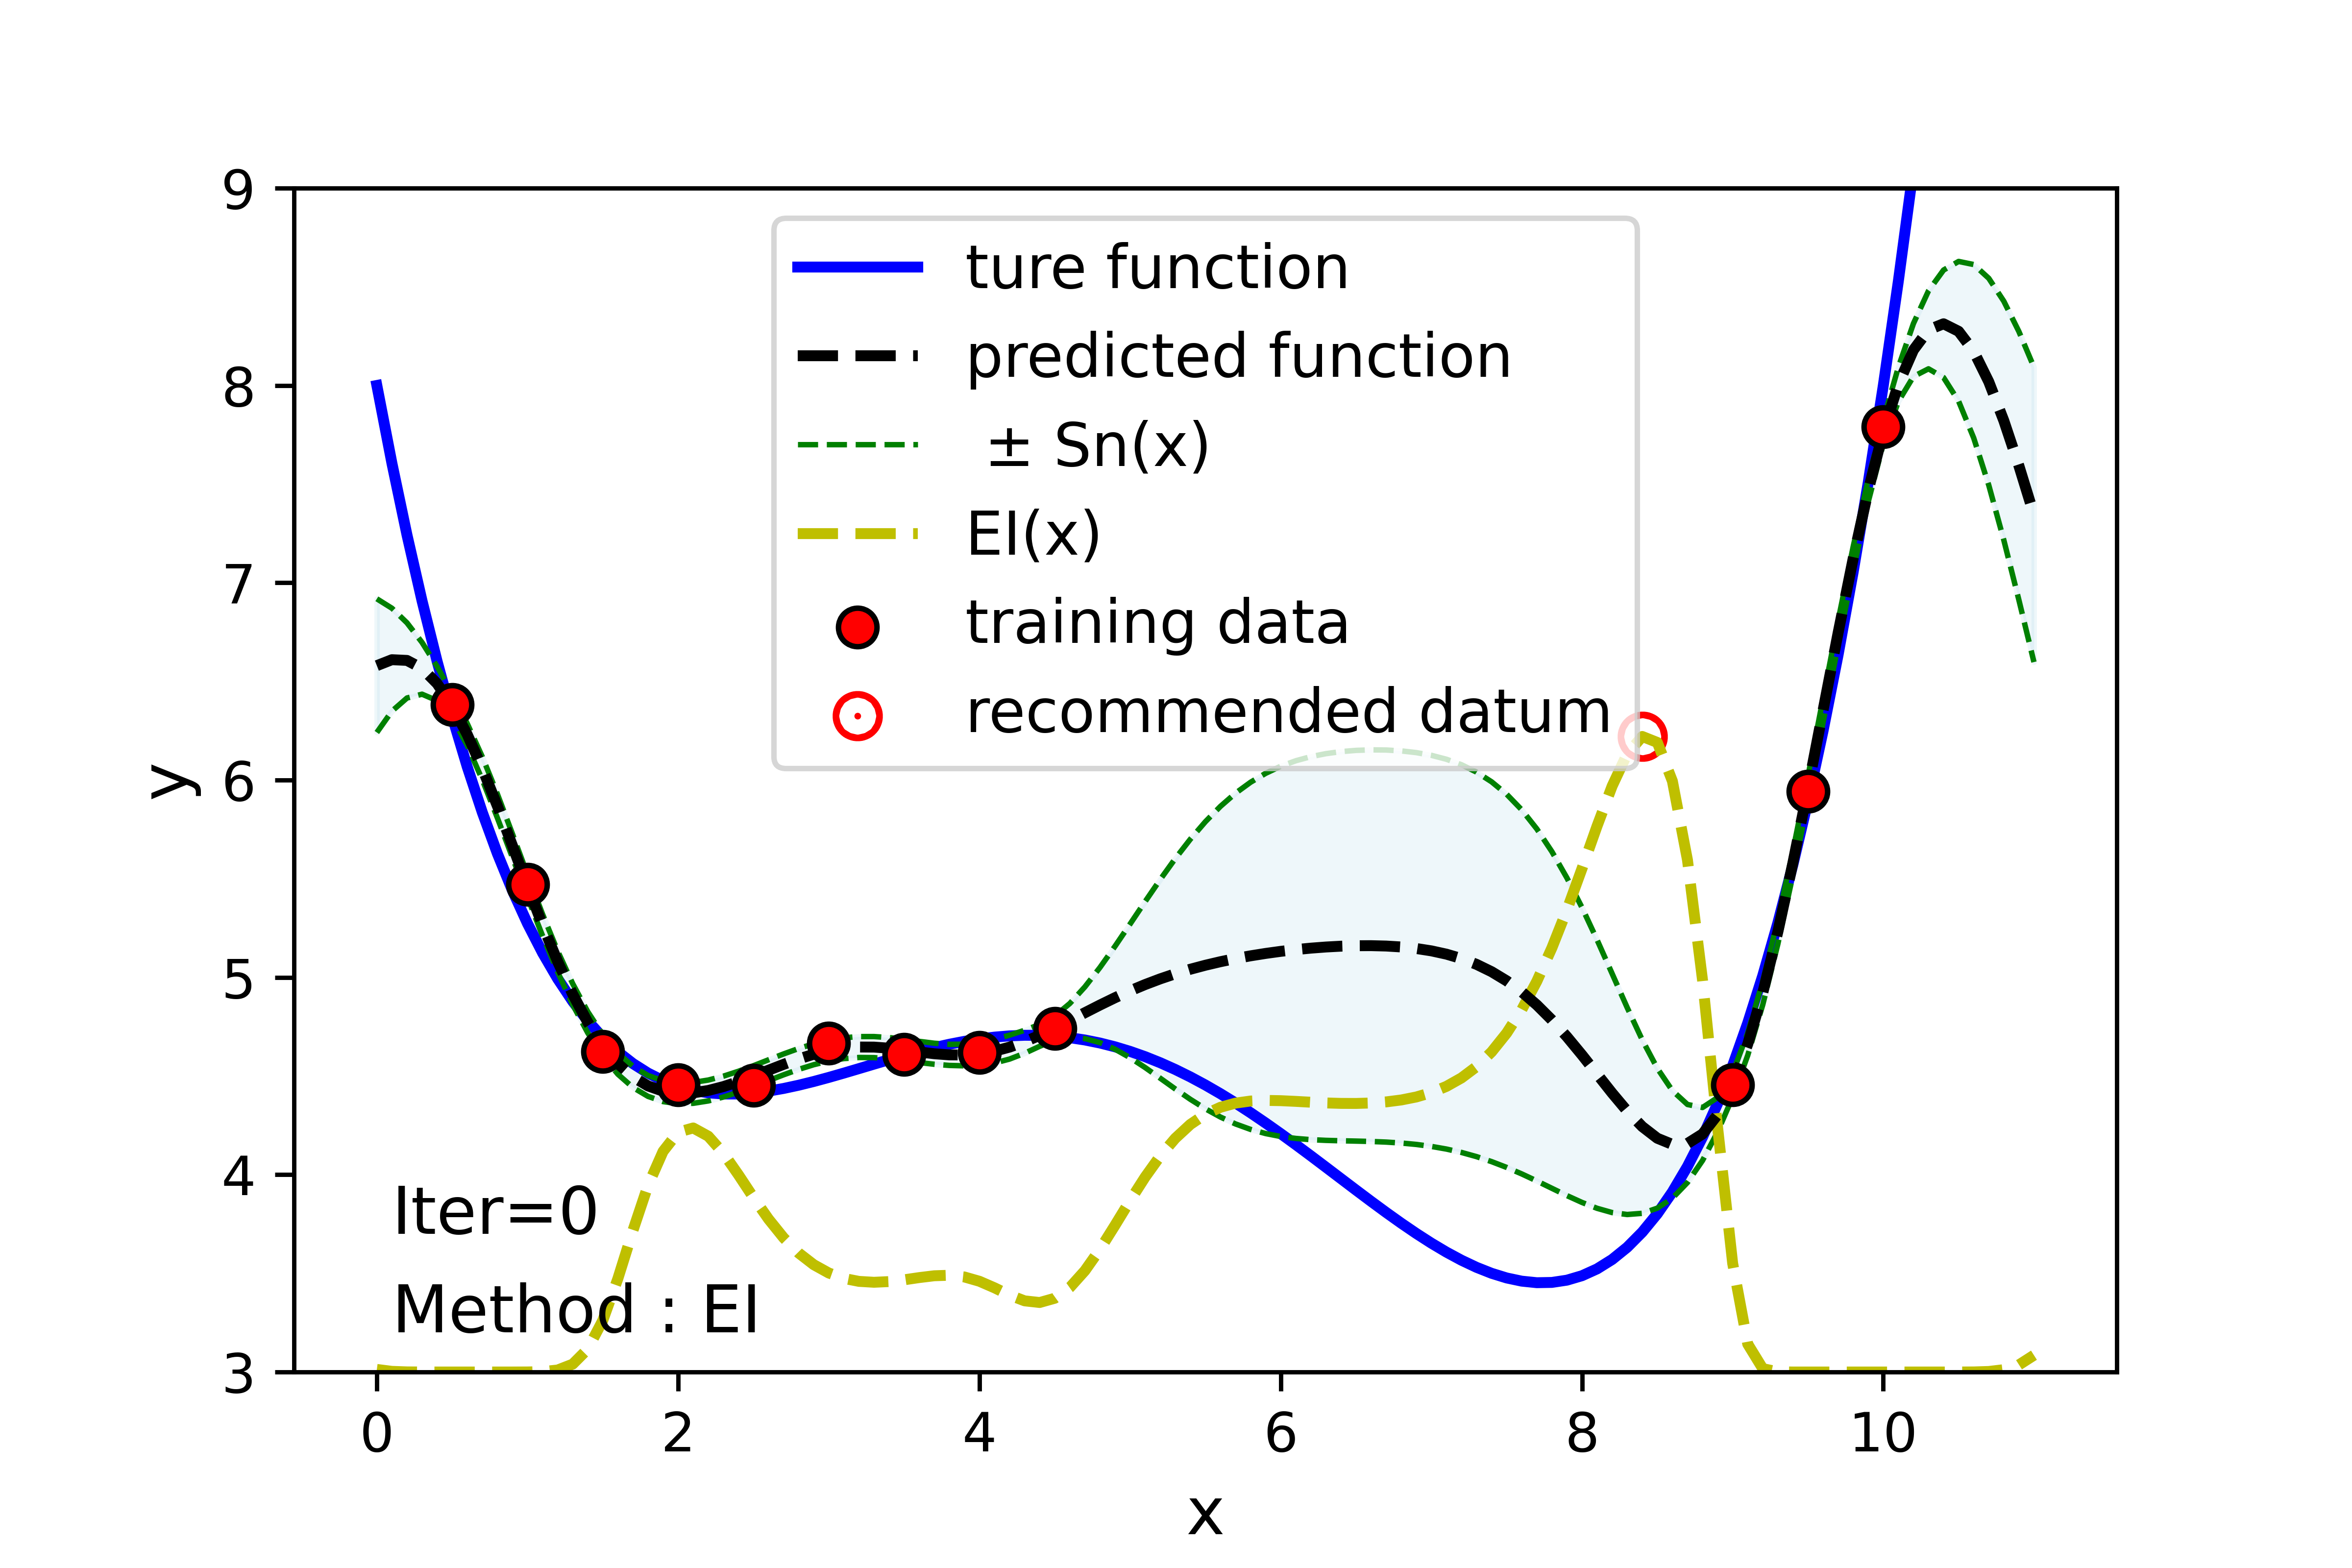 9
8
7
6
5
4
3
y
ture function
predicted function
± Sn(x)
EI(x)
training data
recommended datum
Iter=0
Method : EI
0 2 4 6 8 10
x